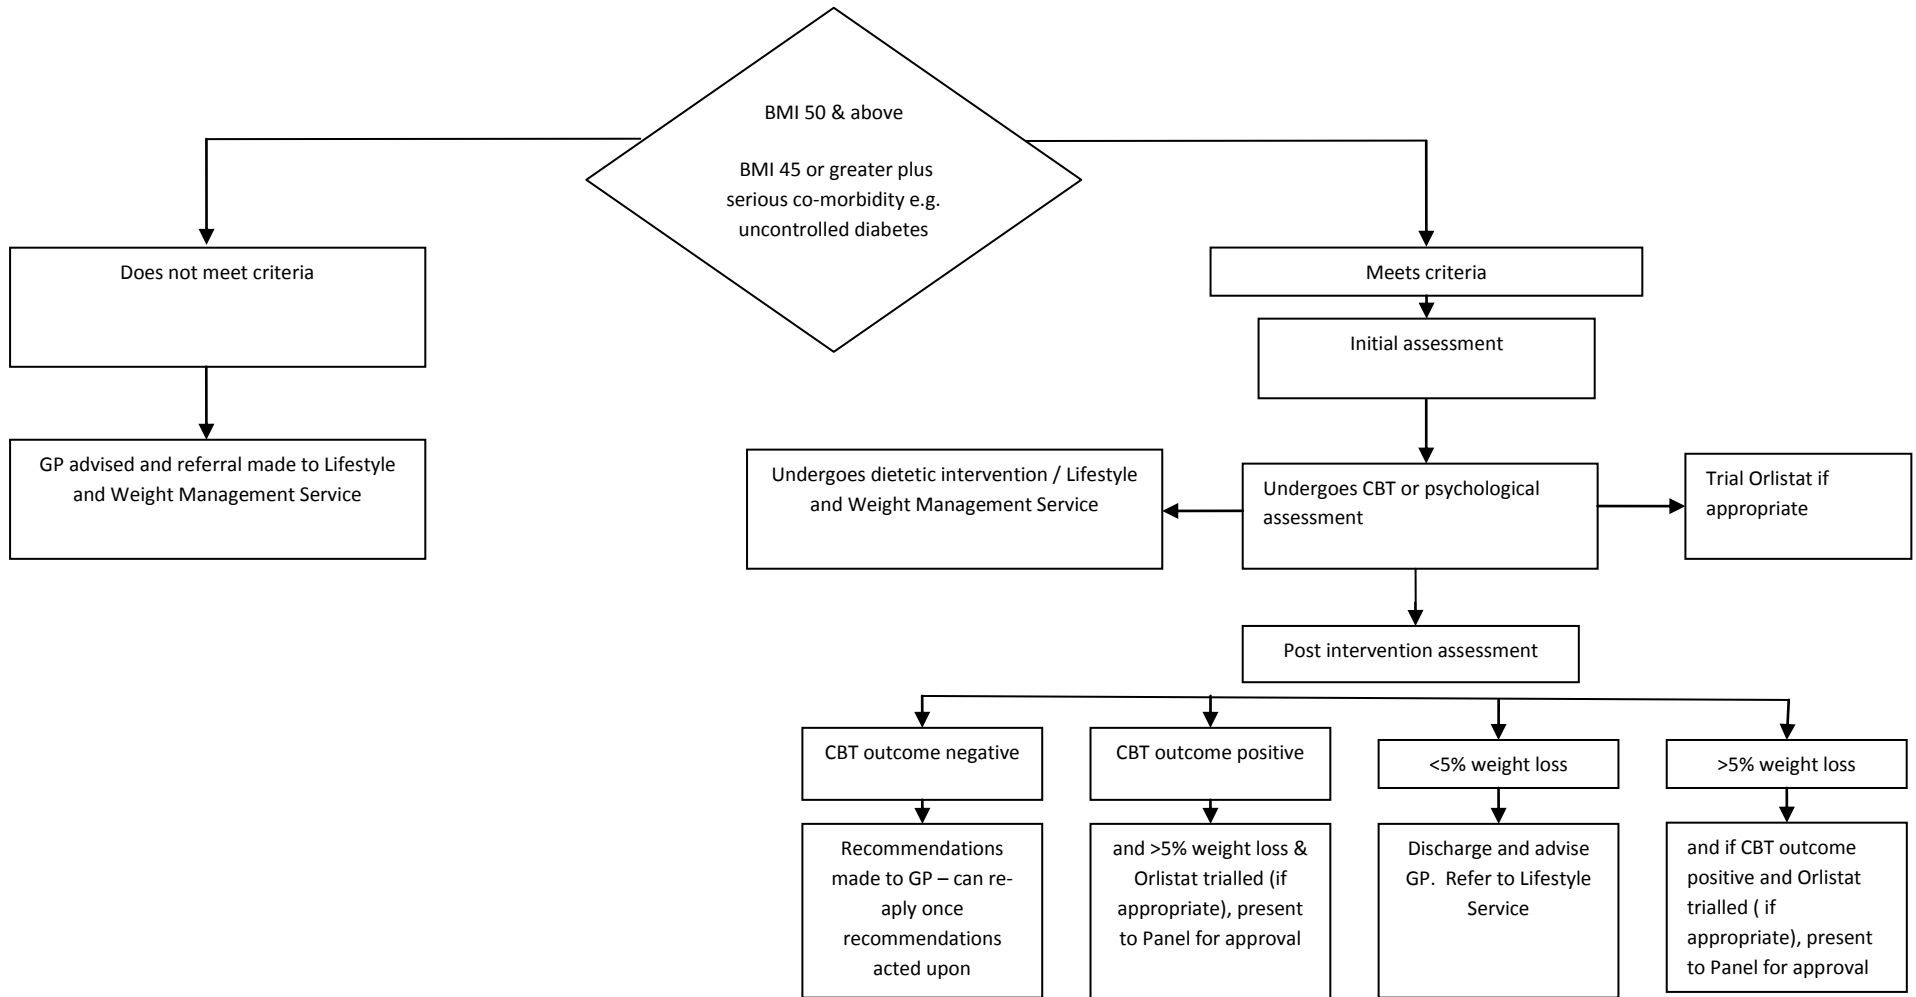 BMI 50 & above
BMI 45 or greater plus
serious co-morbidity e.g.
uncontrolled diabetes
Does not meet criteria
Meets criteria
Initial assessment
GP advised and referral made to Lifestyle
and Weight Management Service
Undergoes dietetic intervention / Lifestyle
and Weight Management Service
Undergoes CBT or psychological
assessment
Trial Orlistat if
appropriate
Post intervention assessment
CBT outcome negative
CBT outcome positive
<5% weight loss
>5% weight loss
Recommendations
made to GP – can re-
aply once
recommendations
acted upon
and >5% weight loss &
Orlistat trialled (if
appropriate), present
to Panel for approval
Discharge and advise
GP.  Refer to Lifestyle
Service
and if CBT outcome
positive and Orlistat
trialled ( if
appropriate), present
to Panel for approval